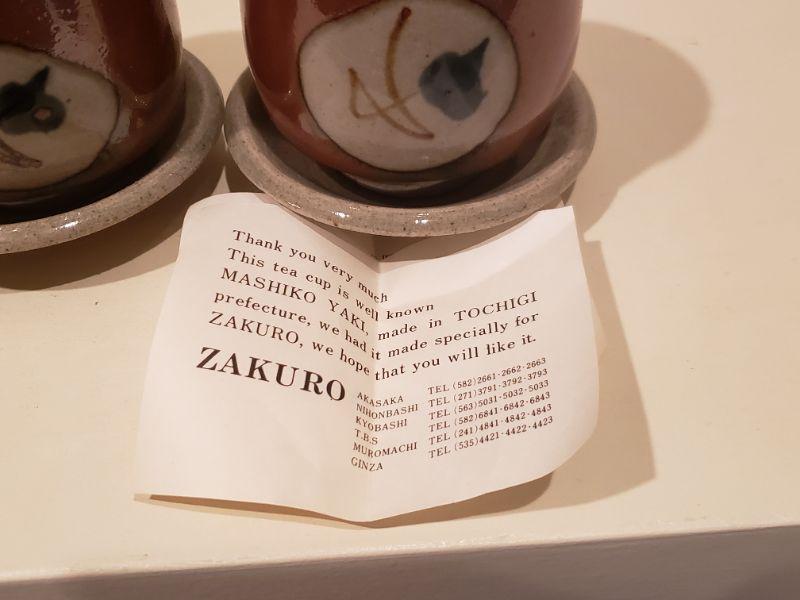 Thank you very much
This tea cup is well known
MASHIKO YAKI, made in TOCHIGI
prefecture, we had it made specially for
ZAKURO, we hope that you will like it.
ZAKURO
AKASAKA TEL (582)2661・2662・2663
NIHONBASHI TEL (271)3791・3792・3793
KYOBASHI TEL (563)5031・5032・5033
T.B.S TEL (582)6841・6842・6843
MUROMACHI TEL (241)4841・4842・4843
GINZA TEL (535)4421・4422・4423